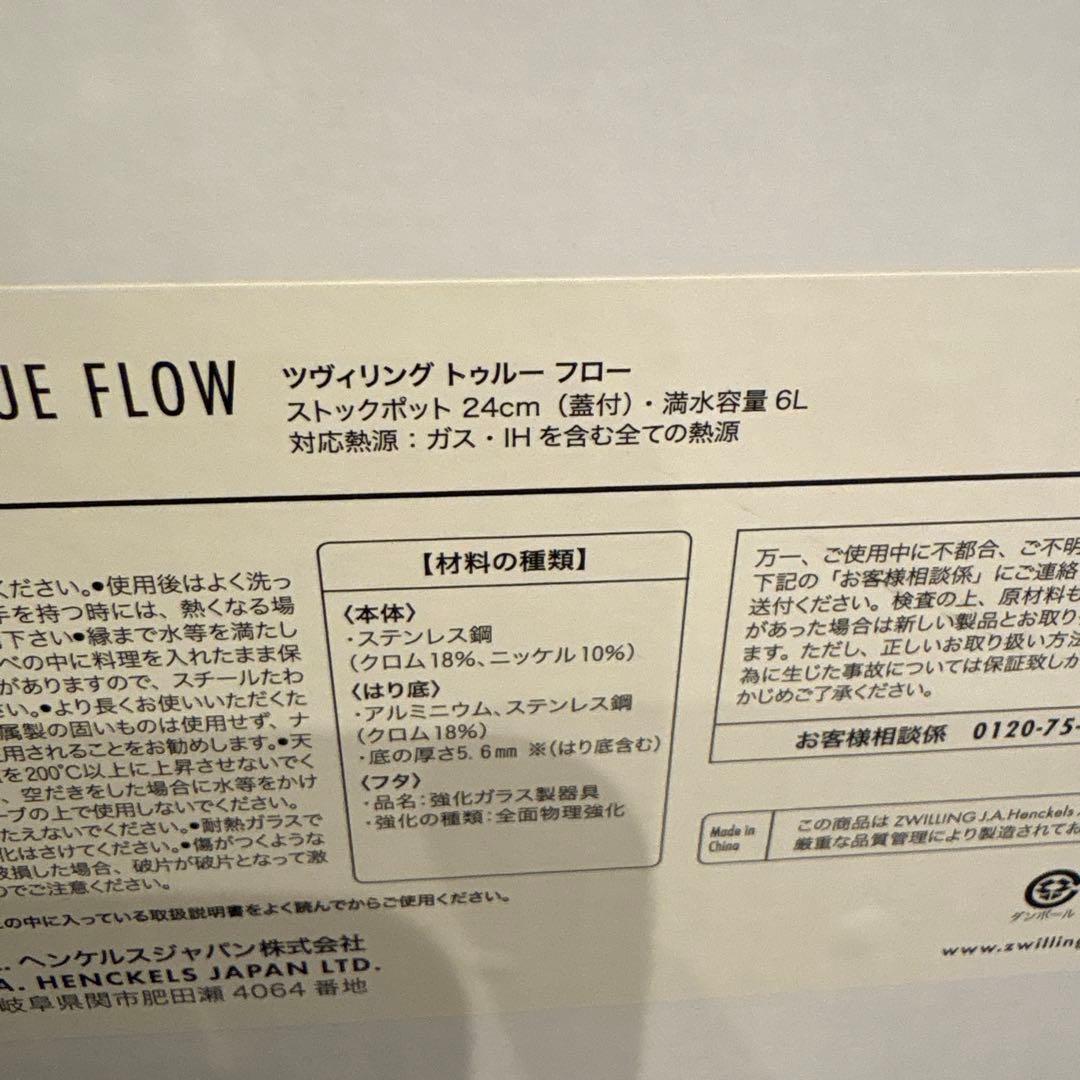 UE FLOW
ツヴィリング トゥルー フロー
ストックポット 24cm（蓋付）・満水容量 6L
対応熱源：ガス・IHを含む全ての熱源
ください。●使用後はよく洗っ
手を持つ時には、熱くなる場
下さい●縁まで水等を満たし
べの中に料理を入れたまま保
がありますので、スチールたわ
さい。●より長くお使いいただくた
属製の固いものは使用せず、ナ
用されることをお勧めします。●天
を200℃以上に上昇させないでく
、空だきをした場合に水等をかけ
ーブの上で使用しないでください。
たえないでください。●耐熱ガラスで
化はさけてください。●傷がつくような
破損した場合、破片が破片となって激
のでご注意ください。
の中に入っている取扱説明書をよく読んでからご使用ください。
ヘンケルスジャパン株式会社
A. HENCKELS JAPAN LTD.
岐阜県関市肥田瀬 4064 番地
【材料の種類】
〈本体〉
・ステンレス鋼
（クロム18%、ニッケル10%）
〈はり底〉
・アルミニウム、ステンレス鋼
（クロム18%）
・底の厚さ5.6mm ※（はり底含む）
〈フタ〉
・品名：強化ガラス製器具
・強化の種類：全面物理強化
万一、ご使用中に不都合、ご不明
下記の「お客様相談係」にご連絡
送付ください。検査の上、原材料も
があった場合は新しい製品とお取り
ます。ただし、正しいお取り扱い方法
為に生じた事故については保証致しか
かじめご了承ください。
お客様相談係 0120-75-
Made in
China
この商品は ZWILLING J.A.Henckels
厳重な品質管理により製造されてお
ダンボール
www.zwilling